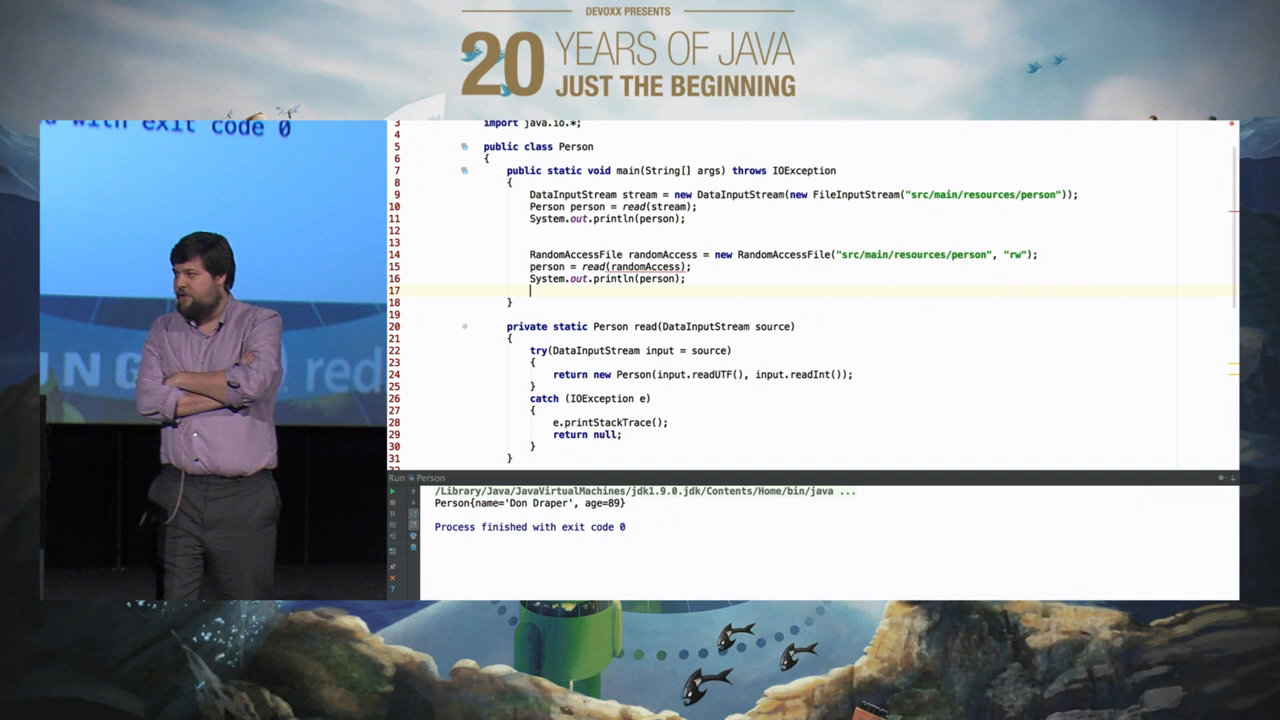 DEVOXX PRESENTS
20 YEARS OF JAVA
JUST THE BEGINNING
with exit code 0
ING
red
3 import java.io.*;
4
5 public class Person
6 {
7 public static void main(String[] args) throws IOException
8 {
9 DataInputStream stream = new DataInputStream(new FileInputStream("src/main/resources/person"));
10 Person person = read(stream);
11 System.out.println(person);
12
13
14 RandomAccessFile randomAccess = new RandomAccessFile("src/main/resources/person", "rw");
15 person = read(randomAccess);
16 System.out.println(person);
17
18 }
19
20 private static Person read(DataInputStream source)
21 {
22 try(DataInputStream input = source)
23 {
24 return new Person(input.readUTF(), input.readInt());
25 }
26 catch (IOException e)
27 {
28 e.printStackTrace();
29 return null;
30 }
31 }
Run Person
/Library/Java/JavaVirtualMachines/jdk1.9.0.jdk/Contents/Home/bin/java ...
Person{name='Don Draper', age=89}
Process finished with exit code 0